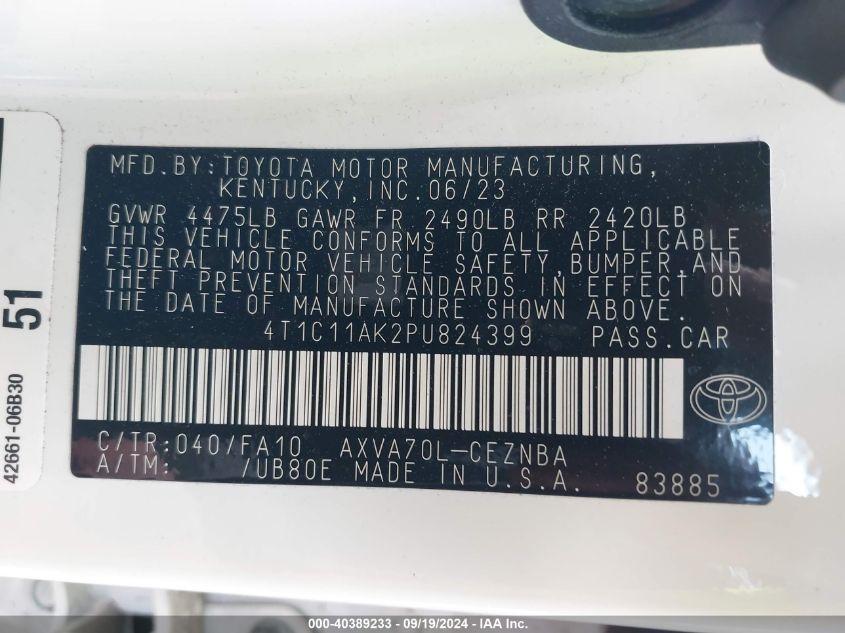 MFD.BY:TOYOTA MOTOR MANUFACTURING,
KENTUCKY,INC.06/23
GVWR 4475LB GAWR FR 2490LB RR 2420LB
THIS VEHICLE CONFORMS TO ALL APPLICABLE
FEDERAL MOTOR VEHICLE SAFETY,BUMPER,AND
THEFT PREVENTION STANDARDS IN EFFECT ON
THE DATE OF MANUFACTURE SHOWN ABOVE.
4T1C11AK2PU824399 PASS.CAR
C/TR:040/FA10 AXVA70L-CEZNBA
A/TM: /UB80E MADE IN U.S.A. 83885
51
42661-06B30
000-40389233 - 09/19/2024 - IAA Inc.